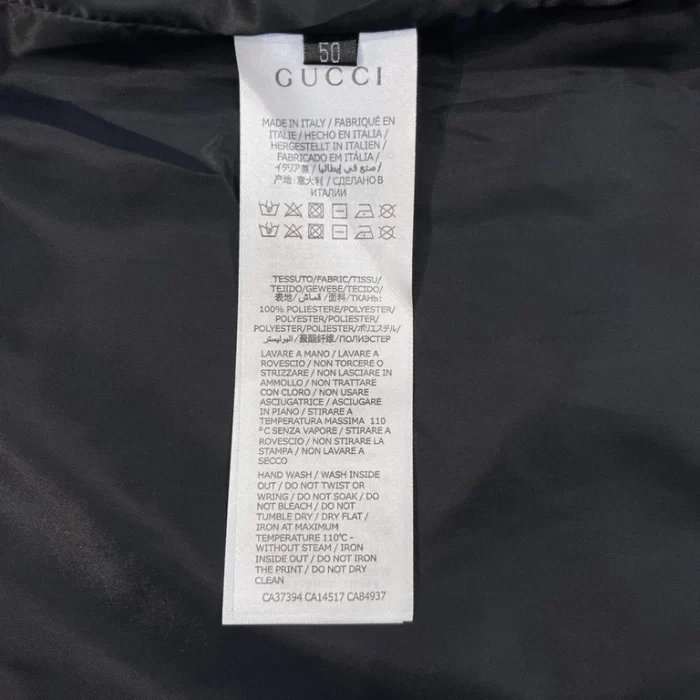 50
GUCCI
MADE IN ITALY / FABRIQUÉ EN
ITALIE / HECHO EN ITALIA /
HERGESTELLT IN ITALIEN /
FABRICADO EM ITÁLIA /
イタリア製 / صنع في إيطاليا /
产地 意大利 / СДЕЛАНО В
ИТАЛИИ
TESSUTO/FABRIC/TISSU/
TEJIDO/GEWEBE/TECIDO/
表地/قماش/面料/ТКАНЬ:
100% POLIESTERE/POLYESTER/
POLYESTER/POLIESTER/
POLYESTER/POLIESTER/ポリエステル/
البوليستر/聚酯纤维/ПОЛИЭСТЕР
LAVARE A MANO / LAVARE A
ROVESCIO / NON TORCERE O
STRIZZARE / NON LASCIARE IN
AMMOLLO / NON TRATTARE
CON CLORO / NON USARE
ASCIUGATRICE / ASCIUGARE
IN PIANO / STIRARE A
TEMPERATURA MASSIMA 110
°C SENZA VAPORE / STIRARE A
ROVESCIO / NON STIRARE LA
STAMPA / NON LAVARE A
SECCO
HAND WASH / WASH INSIDE
OUT / DO NOT TWIST OR
WRING / DO NOT SOAK / DO
NOT BLEACH / DO NOT
TUMBLE DRY / DRY FLAT /
IRON AT MAXIMUM
TEMPERATURE 110°C -
WITHOUT STEAM / IRON
INSIDE OUT / DO NOT IRON
THE PRINT / DO NOT DRY
CLEAN
CA37394 CA14517 CA84937